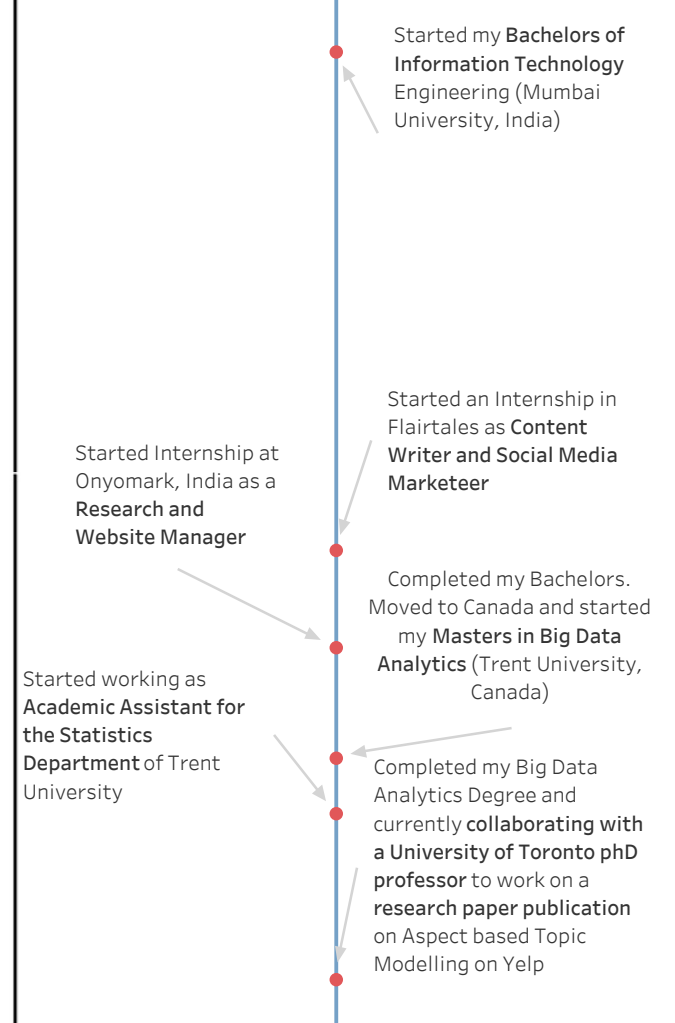 Started my Bachelors of
Information Technology
Engineering (Mumbai
University, India)
Started an Internship in
Flairtales as Content
Writer and Social Media
Marketeer
Started Internship at
Onyomark, India as a
Research and
Website Manager
Completed my Bachelors.
Moved to Canada and started
my Masters in Big Data
Analytics (Trent University,
Canada)
Started working as
Academic Assistant for
the Statistics
Department of Trent
University
Completed my Big Data
Analytics Degree and
currently collaborating with
a University of Toronto phD
professor to work on a
research paper publication
on Aspect based Topic
Modelling on Yelp